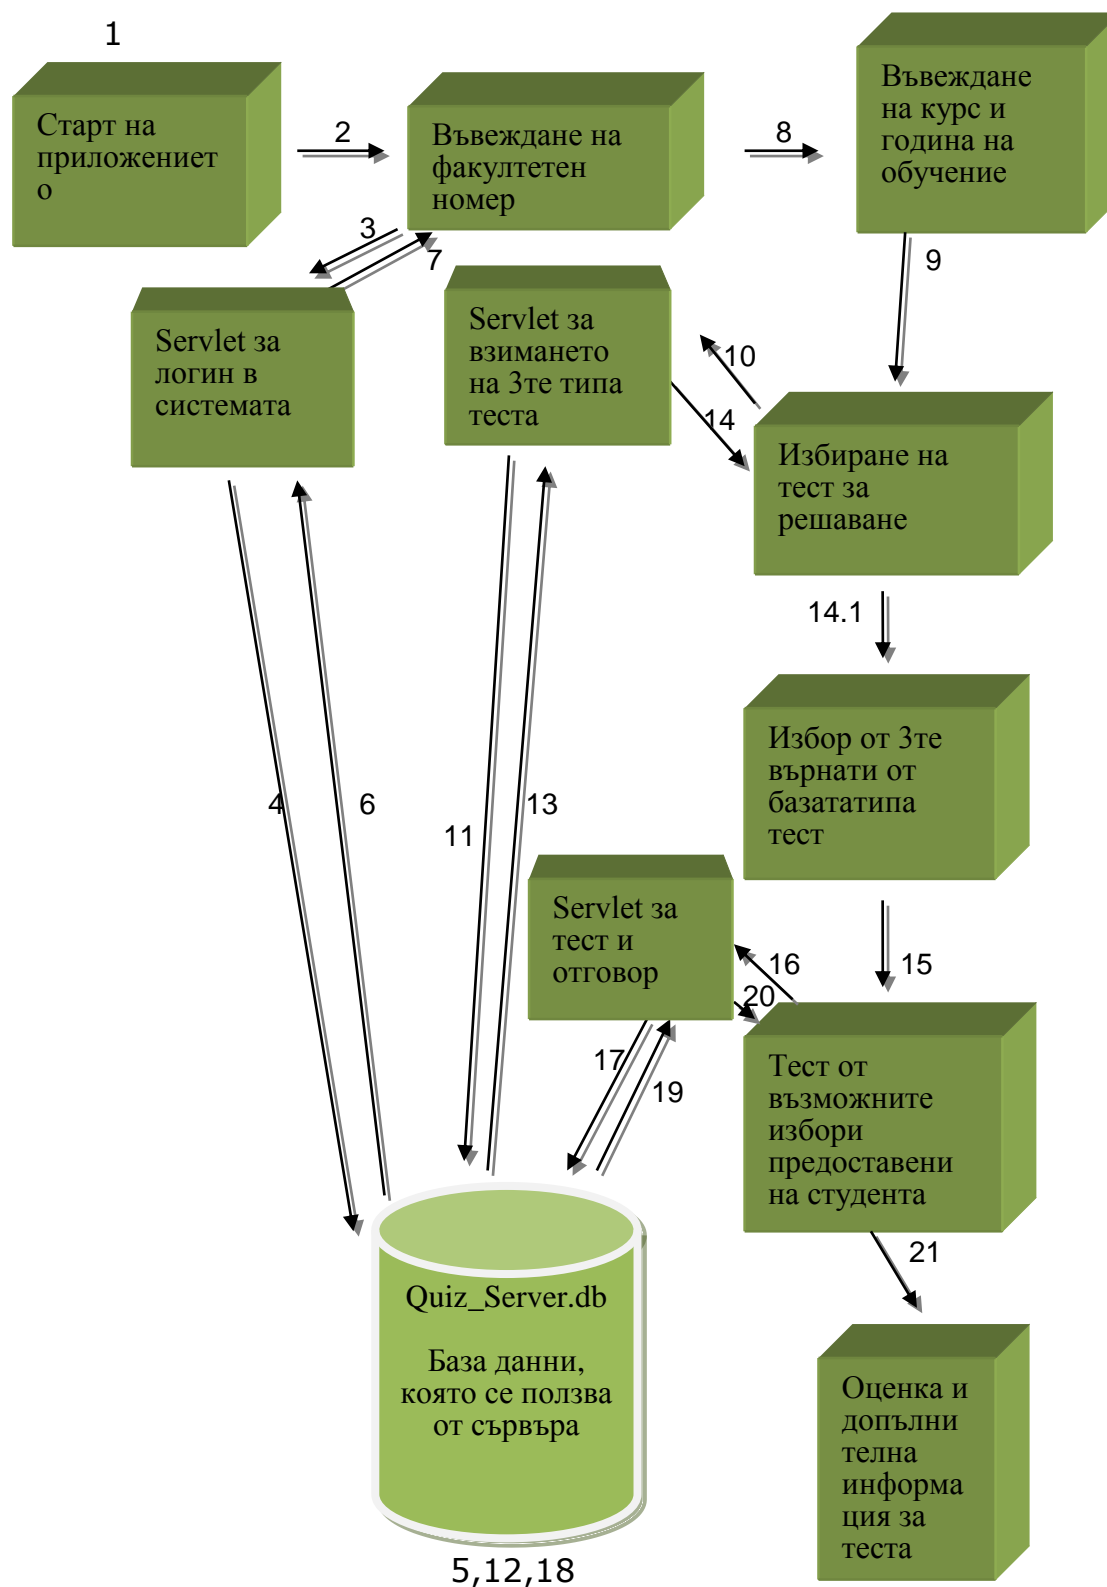 1
Старт на
приложениет
о
2
Въвеждане на
факултетен
номер
8
Въвеждане
на курс и
година на
обучение
3
7
9
Servlet за
логин в
системата
Servlet за
взимането
на 3те типа
теста
10
14
Избиране на
тест за
решаване
14.1
Избор от 3те
върнати от
базататипа
тест
4
6
11
13
Servlet за
тест и
отговор
16
15
20
17
19
Тест от
възможните
избори
предоставени
на студента
21
Quiz_Server.db
База данни,
която се ползва
от сървъра
5,12,18
Оценка и
допълни
телна
информа
ция за
теста